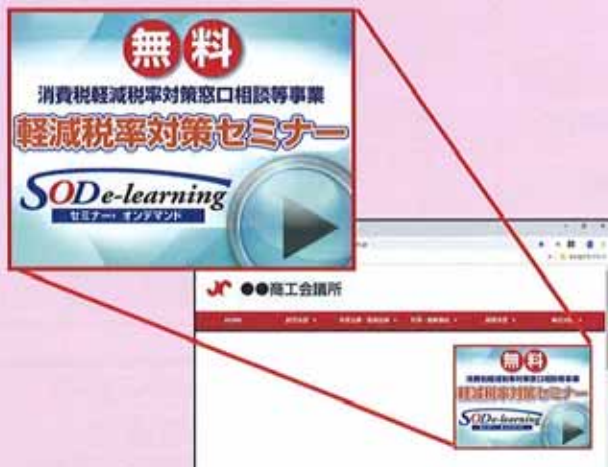 無料
消費税軽減税率対策窓口相談等事業
軽減税率対策セミナー
SODe-learning
セミナー・オンデマンド
●●商工会議所
HOME
無料
消費税軽減税率対策窓口相談等事業
軽減税率対策セミナー
SODe-learning